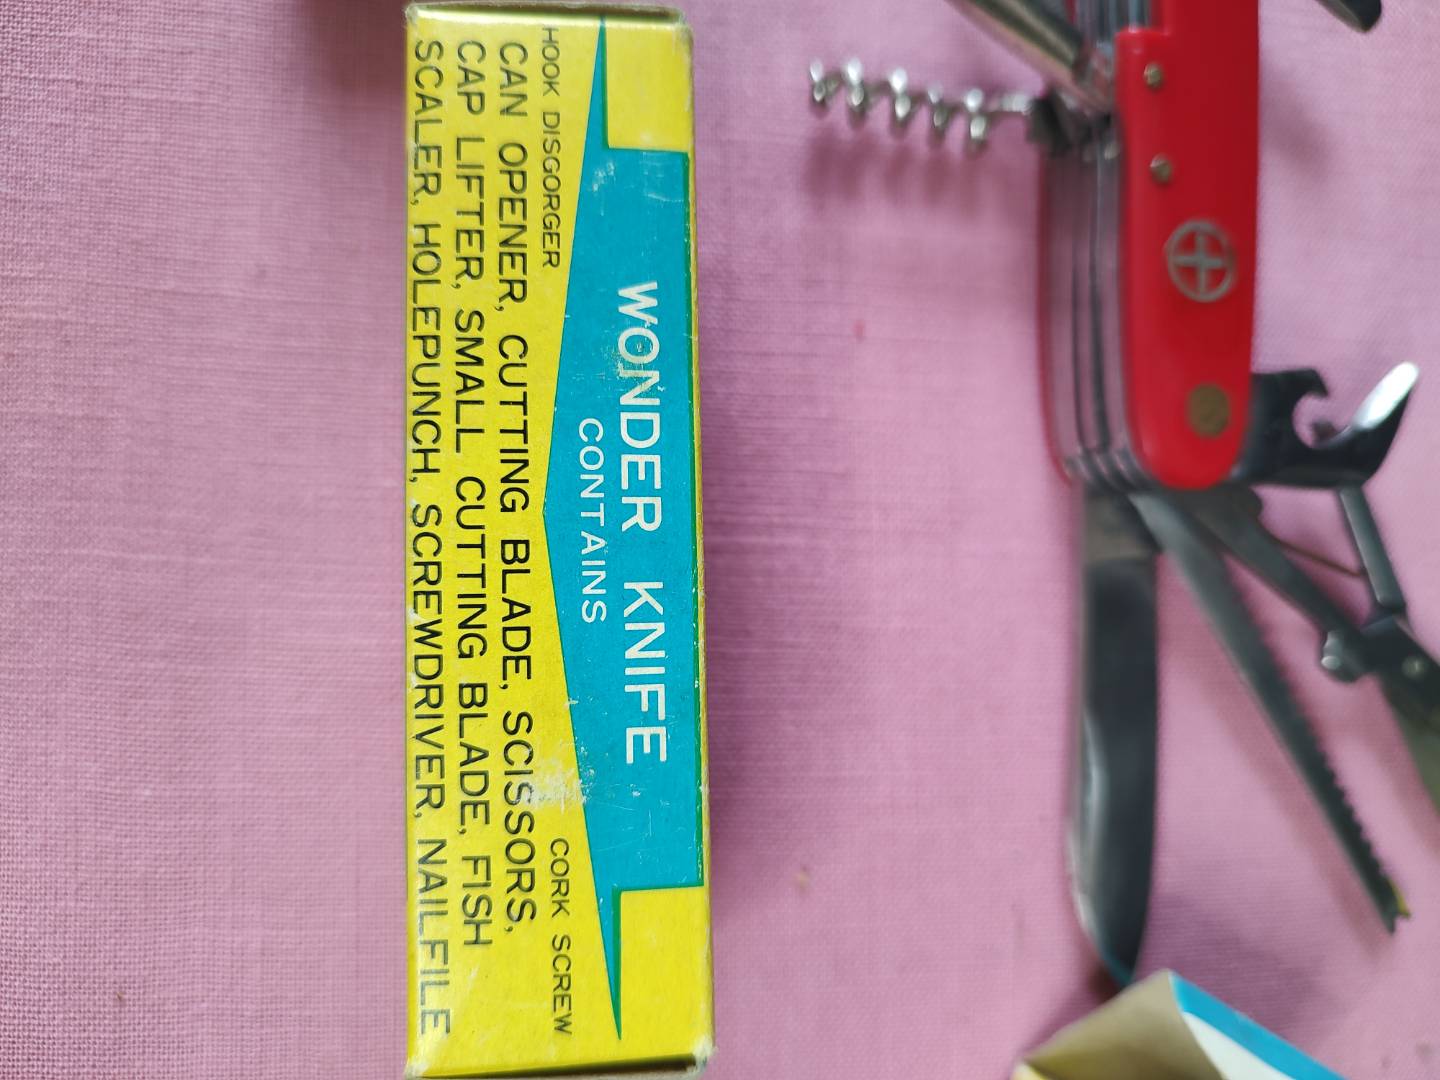 WONDER KNIFE
CONTAINS
HOOK DISGORGER
CORK SCREW
CAN OPENER, CUTTING BLADE, SCISSORS,
CAP LIFTER, SMALL CUTTING BLADE, FISH
SCALER, HOLEPUNCH, SCREWDRIVER, NAILFILE